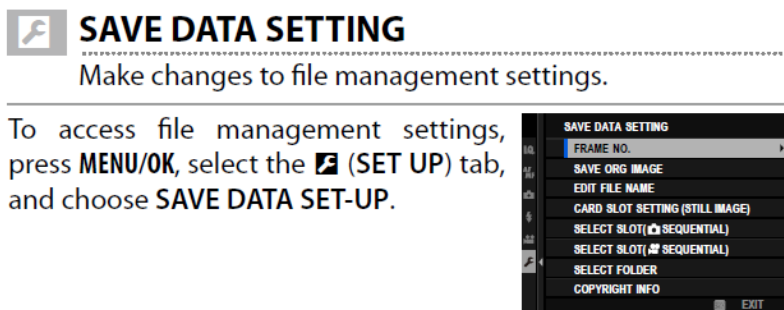 SAVE DATA SETTING
Make changes to file management settings.
To access file management settings,
press MENU/OK, select the (SET UP) tab,
and choose SAVE DATA SET-UP.
SAVE DATA SETTING
FRAME NO.
SAVE ORG IMAGE
EDIT FILE NAME
CARD SLOT SETTING (STILL IMAGE)
SELECT SLOT( SEQUENTIAL)
SELECT SLOT( SEQUENTIAL)
SELECT FOLDER
COPYRIGHT INFO
EXIT